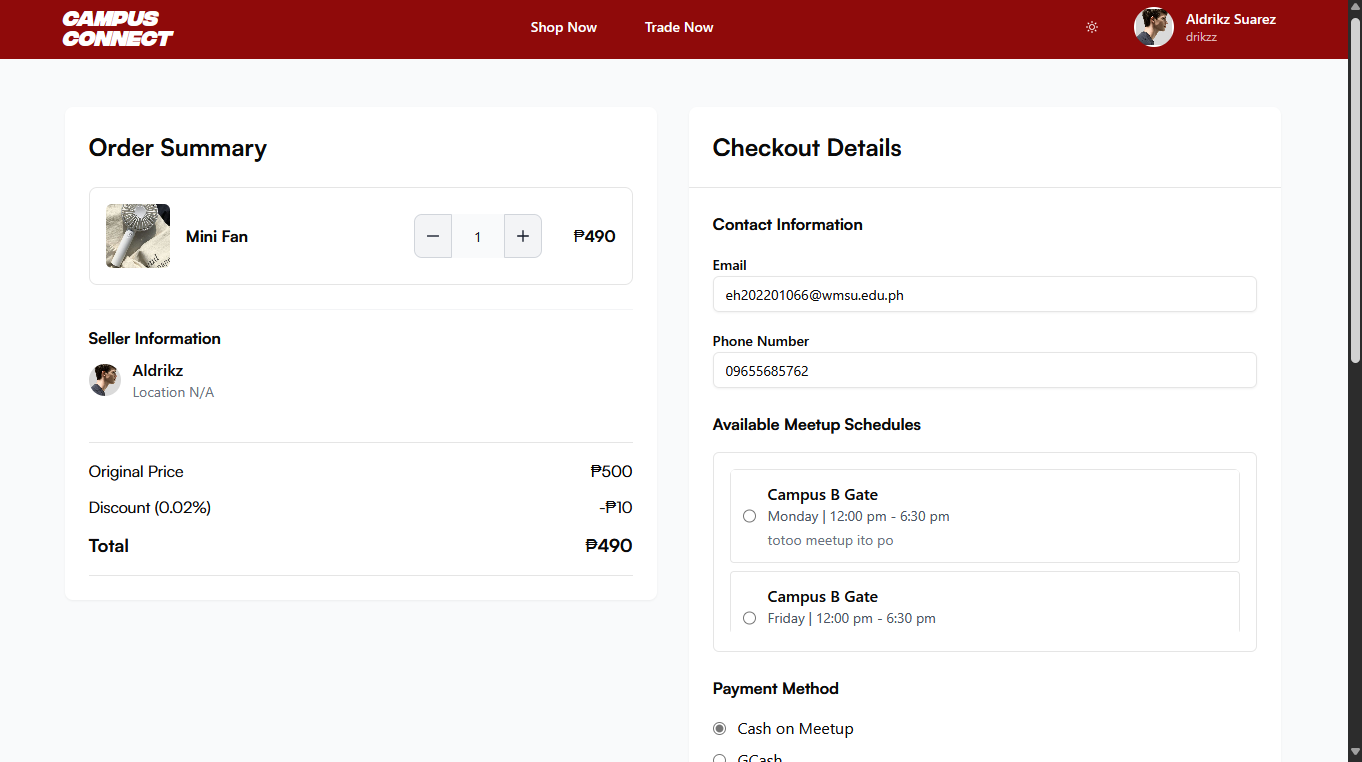 CAMPUS
CONNECT
Shop Now
Trade Now
Aldrikz Suarez
drikzz
Order Summary
Mini Fan
1
₱490
Seller Information
Aldrikz
Location N/A
Original Price
₱500
Discount (0.02%)
-₱10
Total
₱490
Checkout Details
Contact Information
Email
eh202201066@wmsu.edu.ph
Phone Number
09655685762
Available Meetup Schedules
Campus B Gate
Monday | 12:00 pm - 6:30 pm
totoo meetup ito po
Campus B Gate
Friday | 12:00 pm - 6:30 pm
Payment Method
Cash on Meetup
GCash